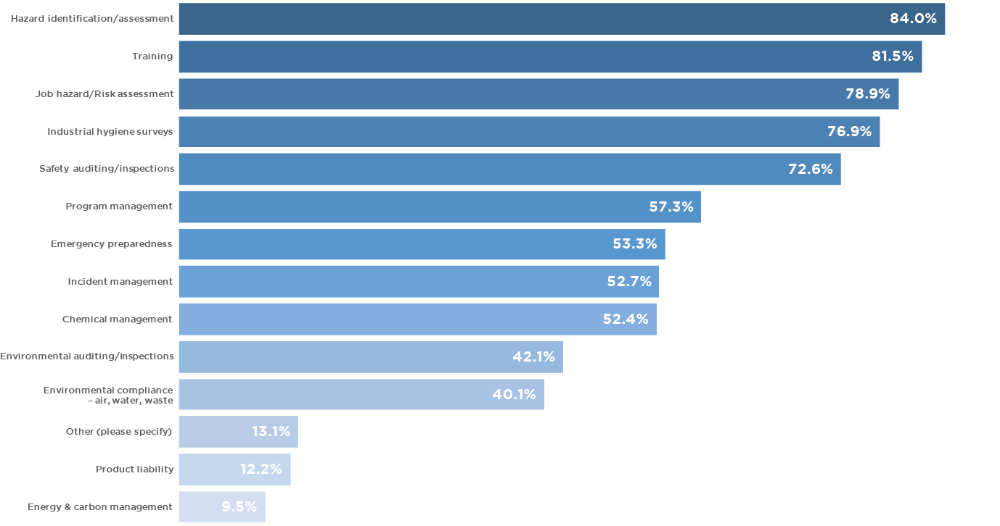 Hazard identification/assessment 84.0%
Training 81.5%
Job hazard/Risk assessment 78.9%
Industrial hygiene surveys 76.9%
Safety auditing/inspections 72.6%
Program management 57.3%
Emergency preparedness 53.3%
Incident management 52.7%
Chemical management 52.4%
Environmental auditing/inspections 42.1%
Environmental compliance
– air, water, waste 40.1%
Other (please specify) 13.1%
Product liability 12.2%
Energy & carbon management 9.5%